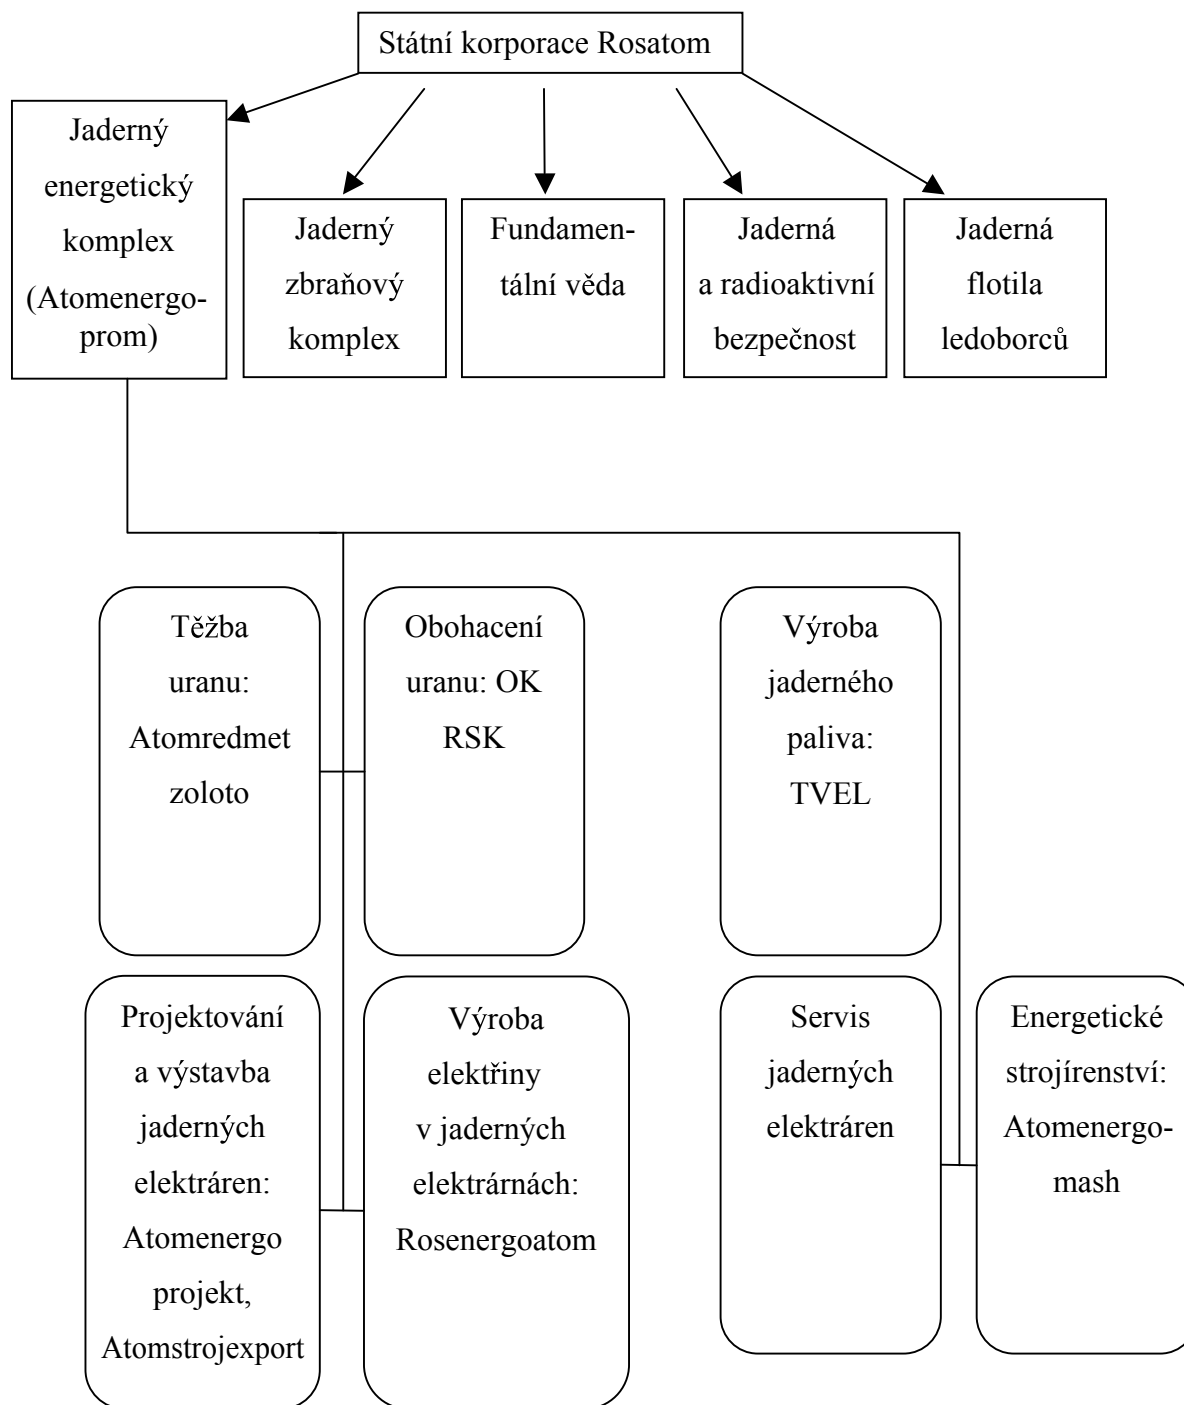 Státní korporace Rosatom
Jaderný
energetický
komplex
(Atomenergo-
prom)
Jaderný
zbraňový
komplex
Fundamen-
tální věda
Jaderná
a radioaktivní
bezpečnost
Jaderná
flotila
ledoborců
Těžba
uranu:
Atomredmet
zoloto
Obohacení
uranu: OK
RSK
Výroba
jaderného
paliva:
TVEL
Projektování
a výstavba
jaderných
elektráren:
Atomenergo
projekt,
Atomstrojexport
Výroba
elektřiny
v jaderných
elektrárnách:
Rosenergoatom
Servis
jaderných
elektráren
Energetické
strojírenství:
Atomenergo-
mash